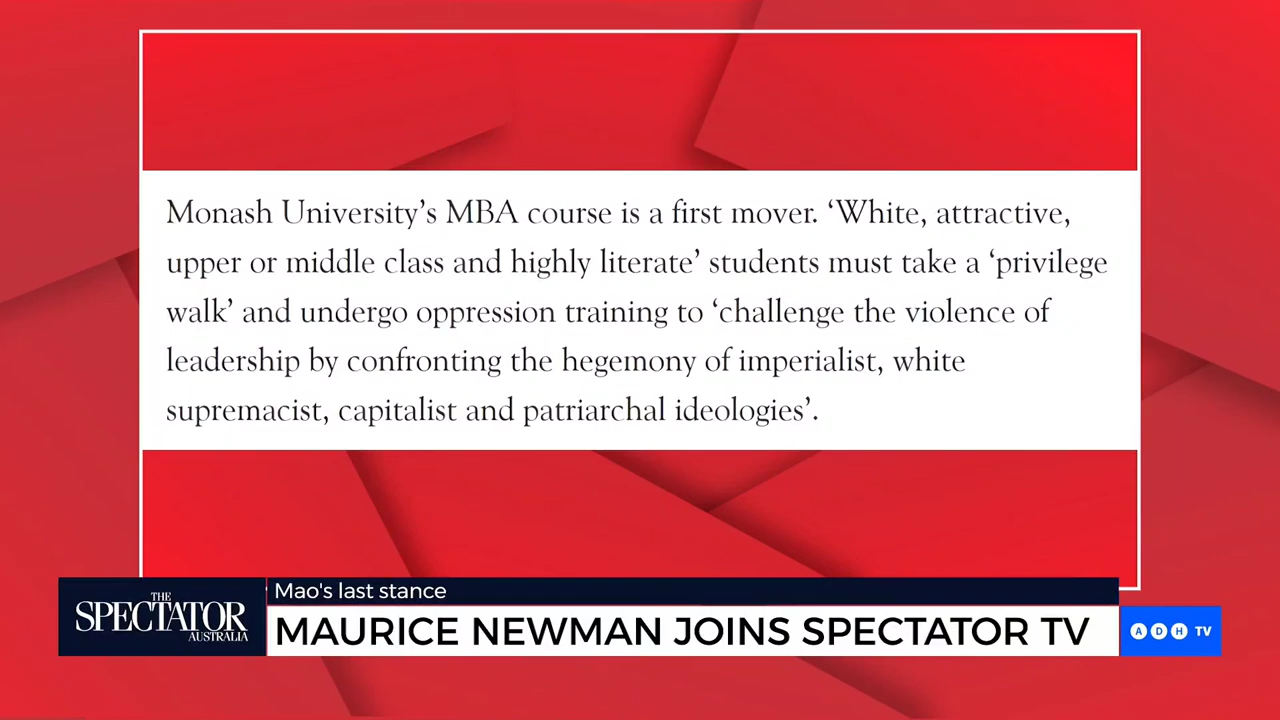 Monash University's MBA course is a first mover. ‘White, attractive,
upper or middle class and highly literate’ students must take a ‘privilege
walk’ and undergo oppression training to ‘challenge the violence of
leadership by confronting the hegemony of imperialist, white
supremacist, capitalist and patriarchal ideologies’.
THE
SPECTATOR
AUSTRALIA
Mao's last stance
MAURICE NEWMAN JOINS SPECTATOR TV
ADH TV